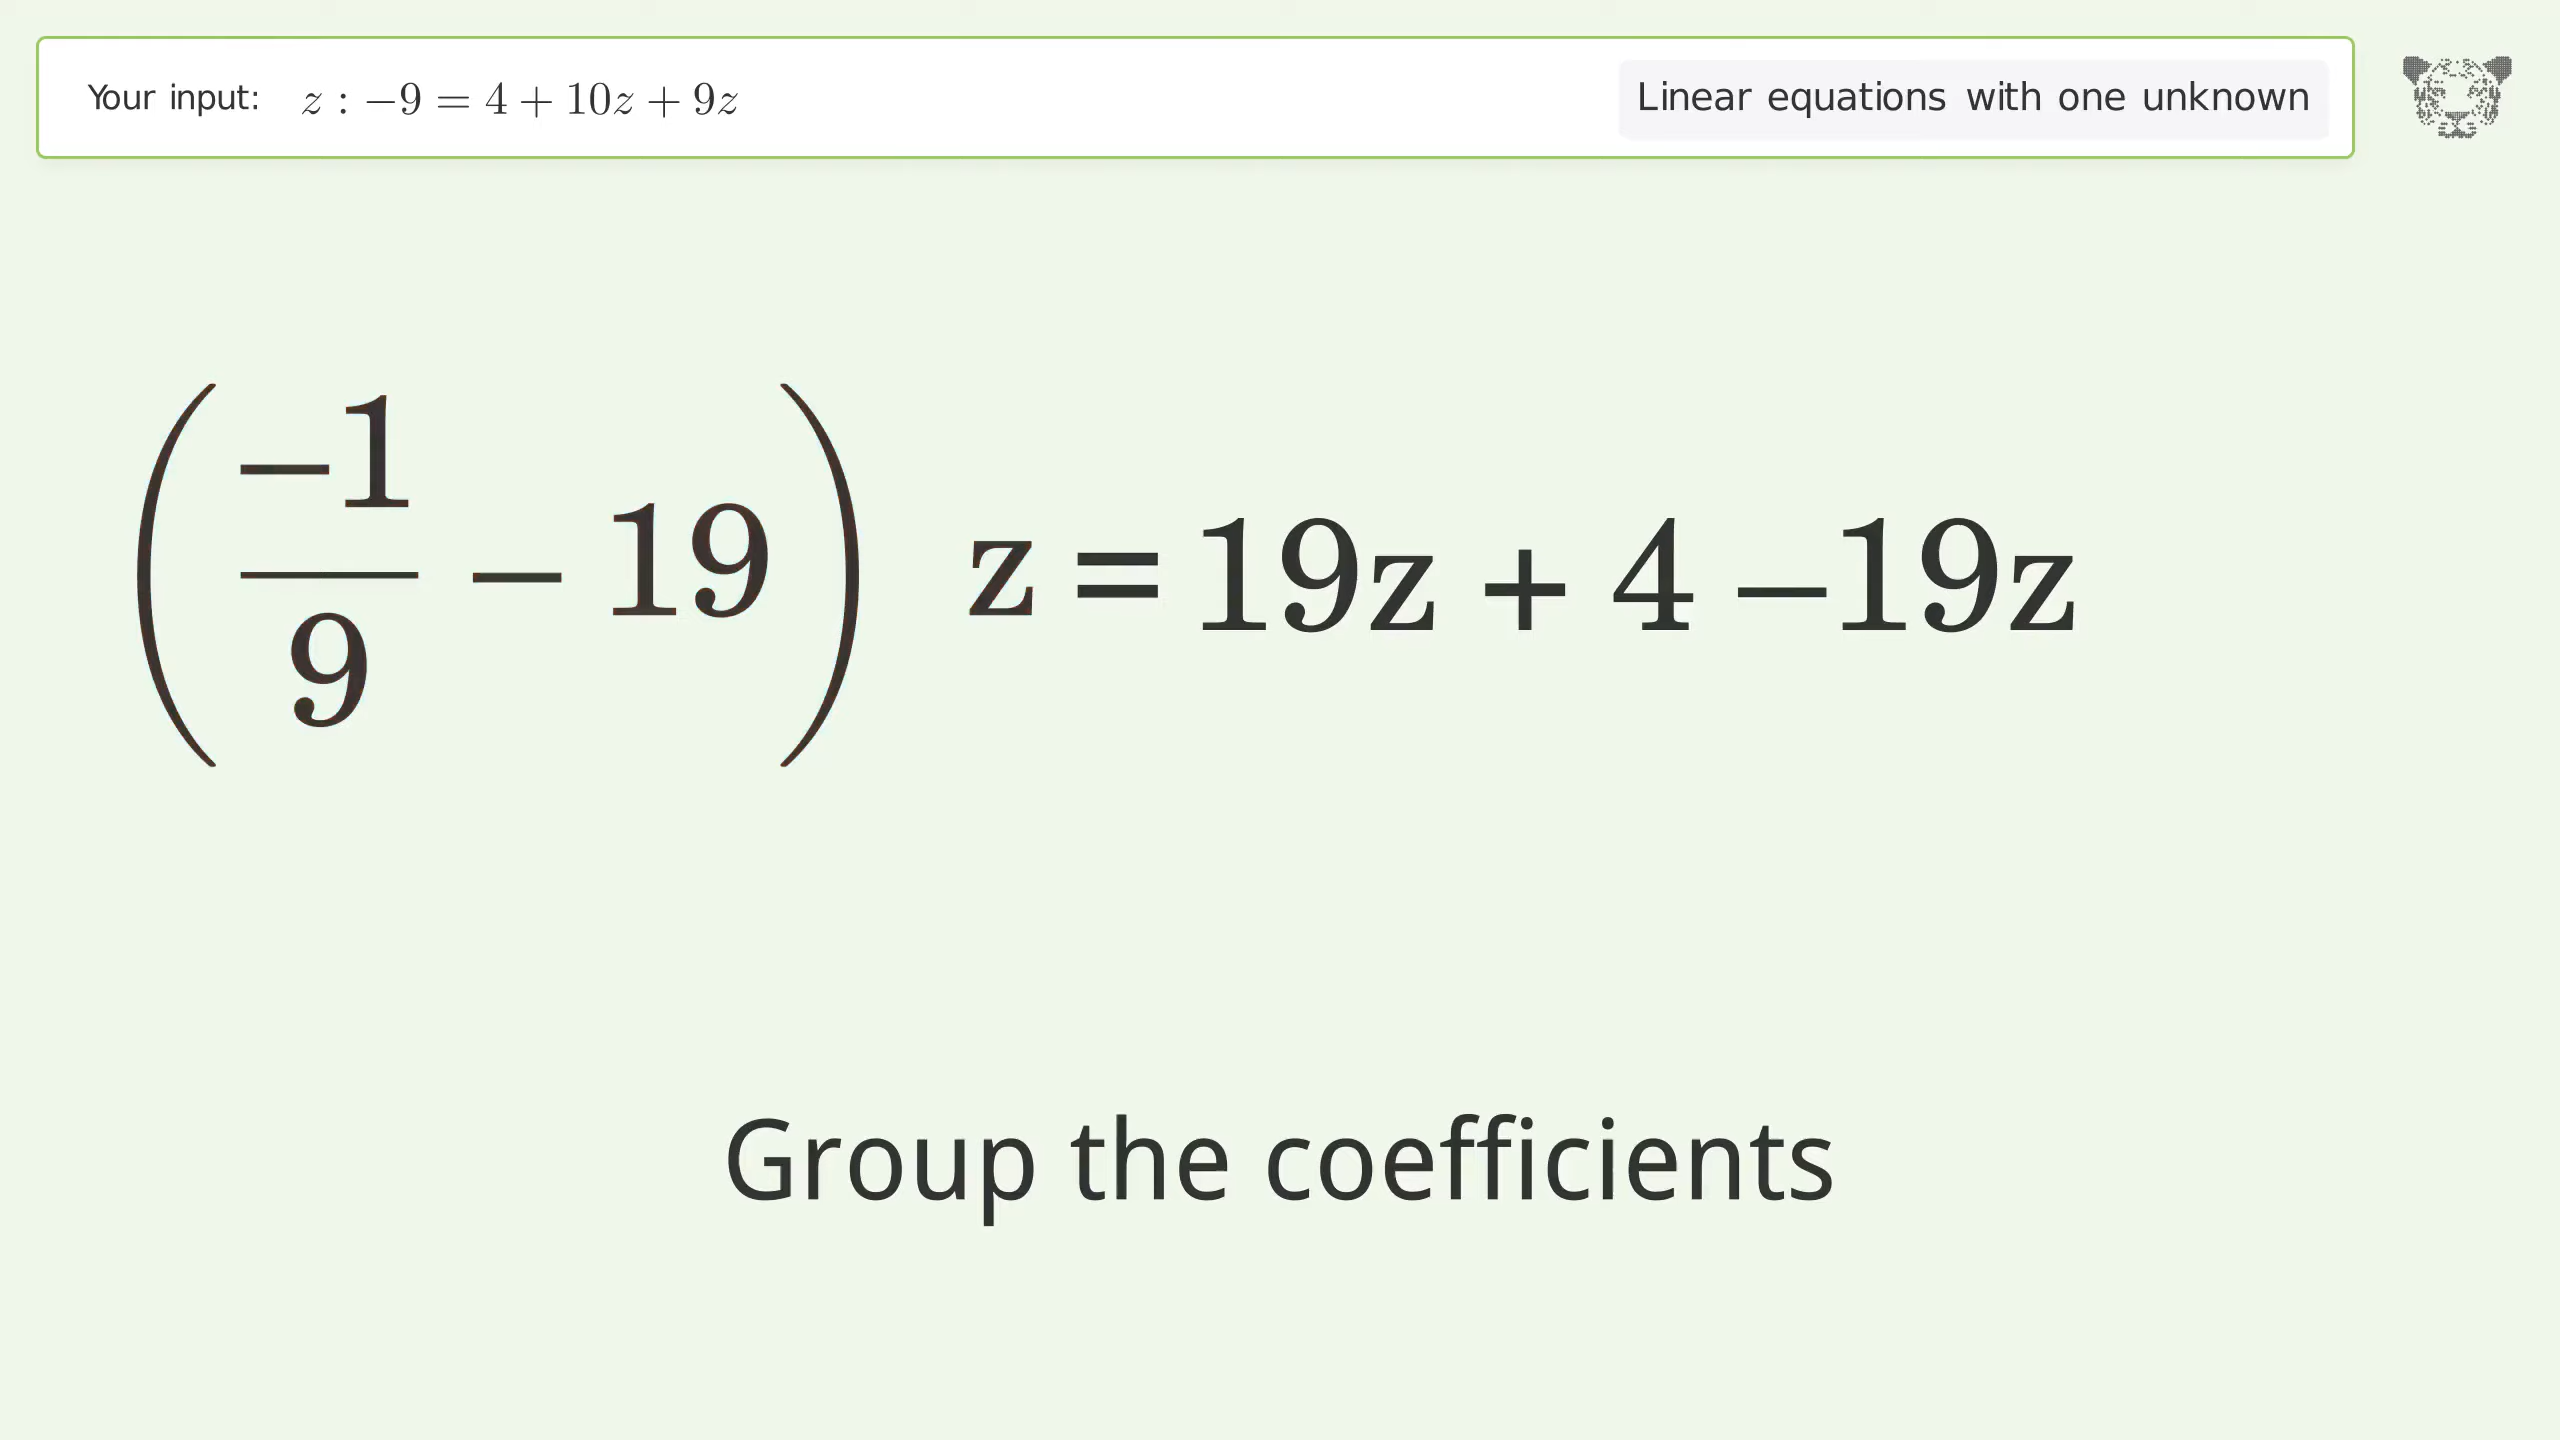 Your input: z : −9 = 4 + 10z + 9z
Linear equations with one unknown
(−1/9 − 19) z = 19z + 4 −19z
Group the coefficients